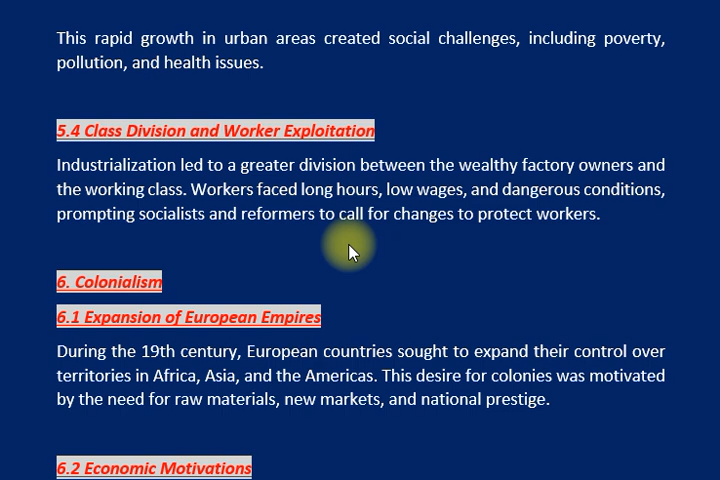 This rapid growth in urban areas created social challenges, including poverty,
pollution, and health issues.
5.4 Class Division and Worker Exploitation
Industrialization led to a greater division between the wealthy factory owners and
the working class. Workers faced long hours, low wages, and dangerous conditions,
prompting socialists and reformers to call for changes to protect workers.
6. Colonialism
6.1 Expansion of European Empires
During the 19th century, European countries sought to expand their control over
territories in Africa, Asia, and the Americas. This desire for colonies was motivated
by the need for raw materials, new markets, and national prestige.
6.2 Economic Motivations